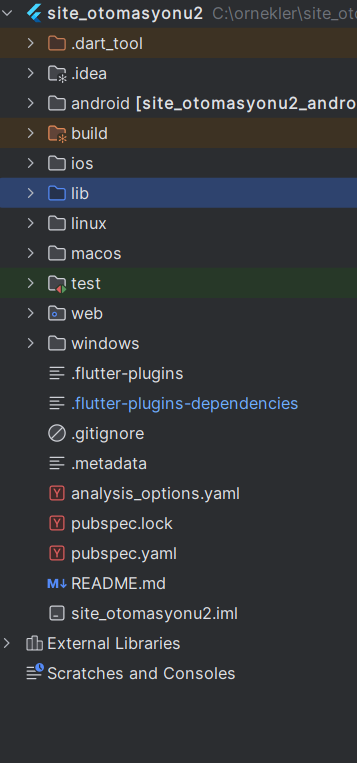 site_otomasyonu2 C:\ornekler\site_oto
.dart_tool
.idea
android [site_otomasyonu2_andro
build
ios
lib
linux
macos
test
web
windows
.flutter-plugins
.flutter-plugins-dependencies
.gitignore
.metadata
analysis_options.yaml
pubspec.lock
pubspec.yaml
README.md
site_otomasyonu2.iml
External Libraries
Scratches and Consoles